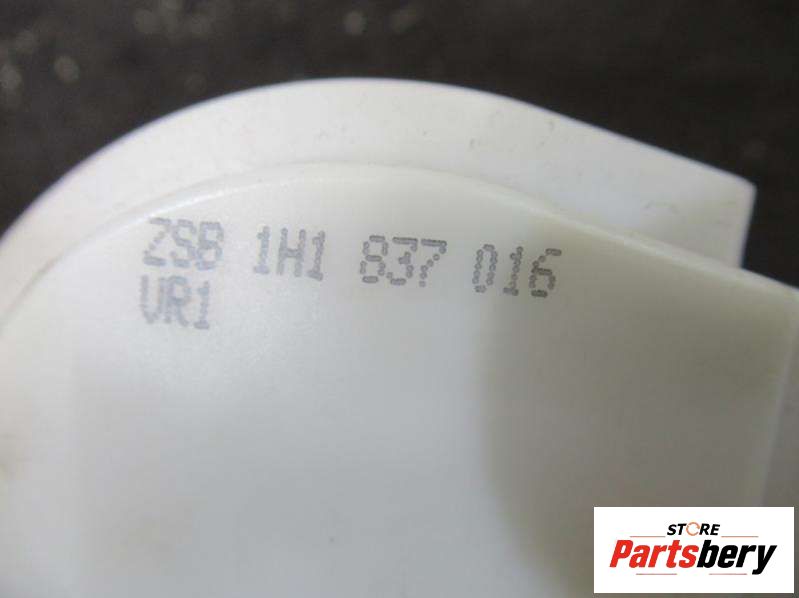 ZSB 1H1 837 016
VR1
STORE
Partsbery